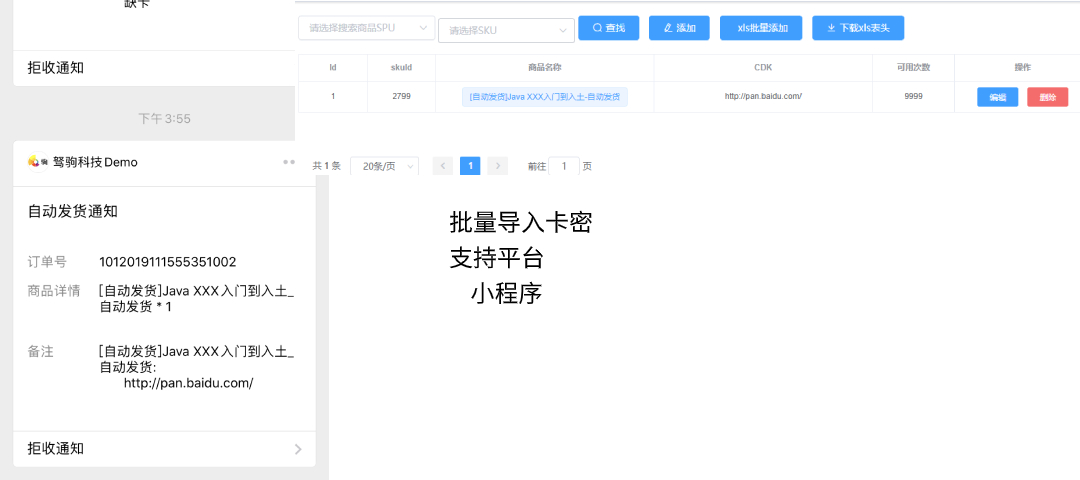 缺卡
拒收通知
下午 3:55
驽驹科技Demo
自动发货通知
订单号 1012019111555351002
商品详情 [自动发货]Java XXX入门到入土_
自动发货 * 1
备注 [自动发货]Java XXX入门到入土_
自动发货:
http://pan.baidu.com/
拒收通知
请选择搜索商品SPU 请选择SKU 查找 添加 xls批量添加 下载xls表头
Id skuId 商品名称 CDK 可用次数 操作
1 2799 [自动发货]Java XXX入门到入土-自动发货 http://pan.baidu.com/ 9999 编辑 删除
共 1 条 20条/页 1 前往 1 页
批量导入卡密
支持平台
小程序